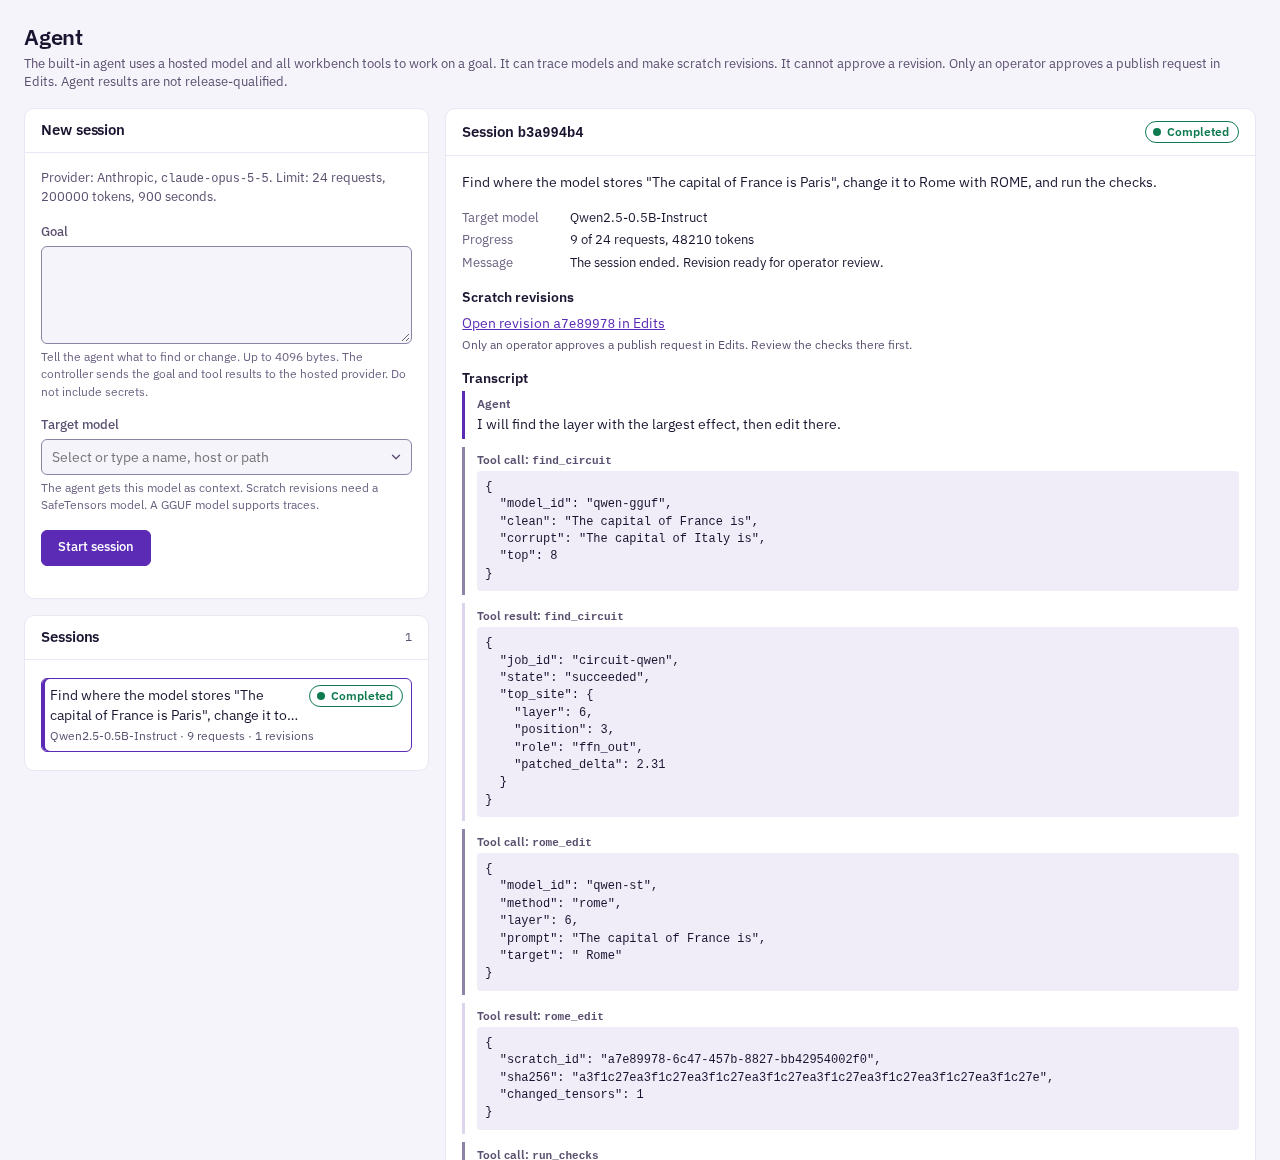 Agent
The built-in agent uses a hosted model and all workbench tools to work on a goal. It can trace models and make scratch revisions. It cannot approve a revision. Only an operator approves a publish request in
Edits. Agent results are not release-qualified.
New session
Provider: Anthropic, claude-opus-5-5. Limit: 24 requests,
200000 tokens, 900 seconds.
Goal
Tell the agent what to find or change. Up to 4096 bytes. The
controller sends the goal and tool results to the hosted provider. Do
not include secrets.
Target model
Select or type a name, host or path
The agent gets this model as context. Scratch revisions need a
SafeTensors model. A GGUF model supports traces.
Start session
Sessions
1
Find where the model stores "The
capital of France is Paris", change it to...
Completed
Qwen2.5-0.5B-Instruct · 9 requests · 1 revisions
Session b3a994b4
Completed
Find where the model stores "The capital of France is Paris", change it to Rome with ROME, and run the checks.
Target model Qwen2.5-0.5B-Instruct
Progress 9 of 24 requests, 48210 tokens
Message The session ended. Revision ready for operator review.
Scratch revisions
Open revision a7e89978 in Edits
Only an operator approves a publish request in Edits. Review the checks there first.
Transcript
Agent
I will find the layer with the largest effect, then edit there.
Tool call: find_circuit
{
"model_id": "qwen-gguf",
"clean": "The capital of France is",
"corrupt": "The capital of Italy is",
"top": 8
}
Tool result: find_circuit
{
"job_id": "circuit-qwen",
"state": "succeeded",
"top_site": {
"layer": 6,
"position": 3,
"role": "ffn_out",
"patched_delta": 2.31
}
}
Tool call: rome_edit
{
"model_id": "qwen-st",
"method": "rome",
"layer": 6,
"prompt": "The capital of France is",
"target": " Rome"
}
Tool result: rome_edit
{
"scratch_id": "a7e89978-6c47-457b-8827-bb42954002f0",
"sha256": "a3f1c27ea3f1c27ea3f1c27ea3f1c27ea3f1c27ea3f1c27ea3f1c27ea3f1c27e",
"changed_tensors": 1
}
Tool call: run_checks